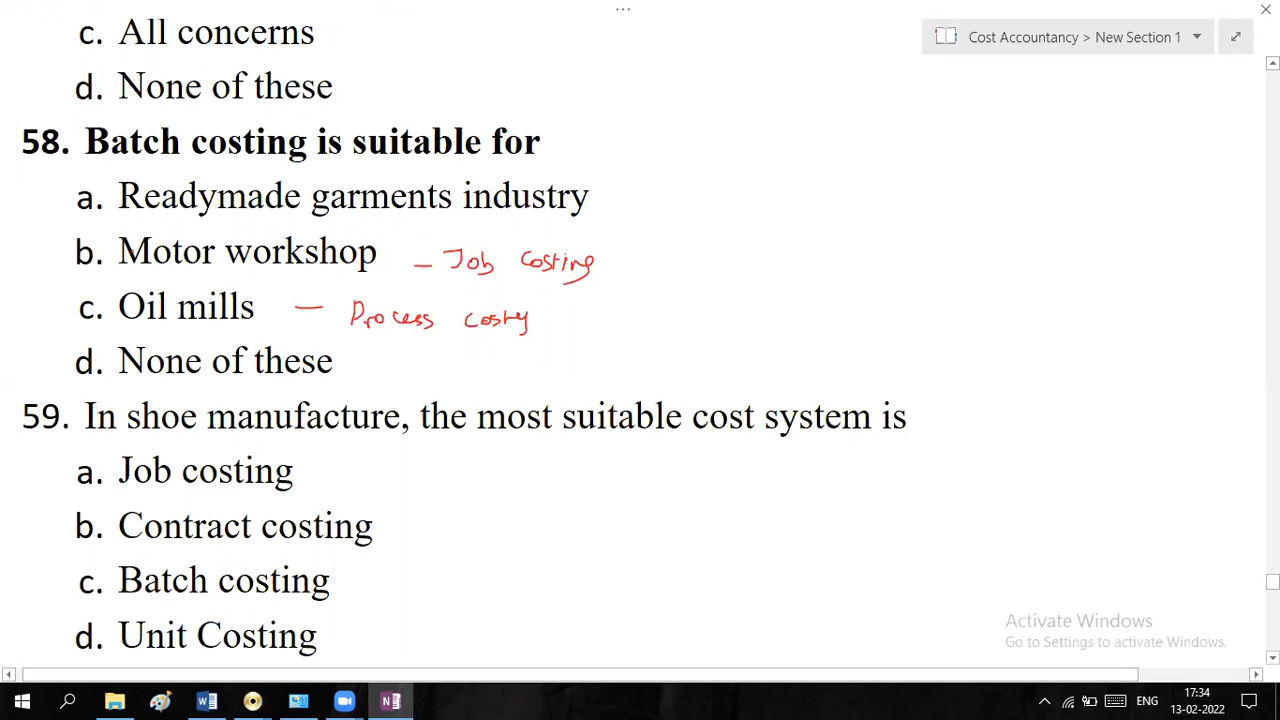 c. All concerns
Cost Accountancy > New Section 1
d. None of these
58. Batch costing is suitable for
a. Readymade garments industry
b. Motor workshop - Job costing
c. Oil mills - Process costg
d. None of these
59. In shoe manufacture, the most suitable cost system is
a. Job costing
b. Contract costing
c. Batch costing
d. Unit Costing
Activate Windows
Go to Settings to activate Windows.
ENG
17:34
13-02-2022